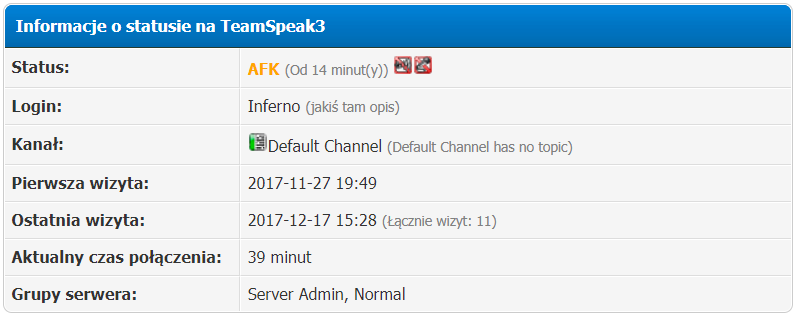 Informacje o statusie na TeamSpeak3
Status: AFK (Od 14 minut(y))
Login: Inferno (jakiś tam opis)
Kanał: Default Channel (Default Channel has no topic)
Pierwsza wizyta: 2017-11-27 19:49
Ostatnia wizyta: 2017-12-17 15:28 (Łącznie wizyt: 11)
Aktualny czas połączenia: 39 minut
Grupy serwera: Server Admin, Normal